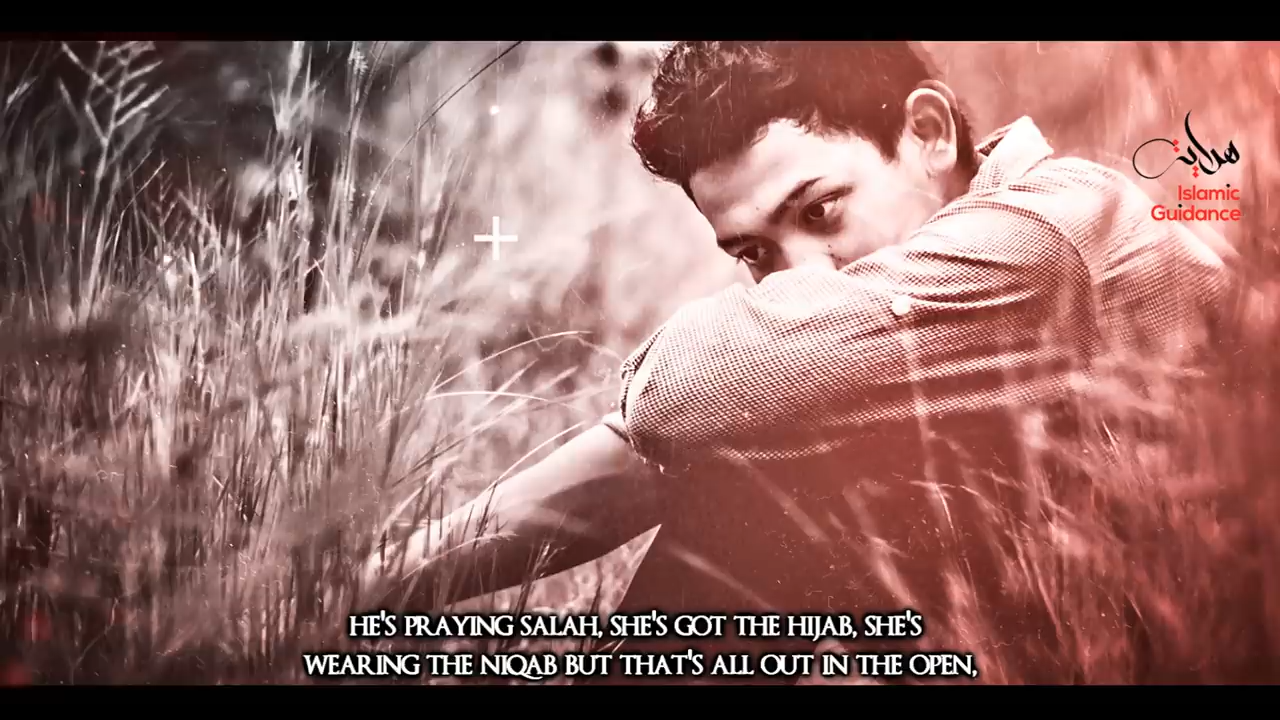 هداية
Islamic
Guidance
HE'S PRAYING SALAH, SHE'S GOT THE HIJAB, SHE'S
WEARING THE NIQAB BUT THAT'S ALL OUT IN THE OPEN,